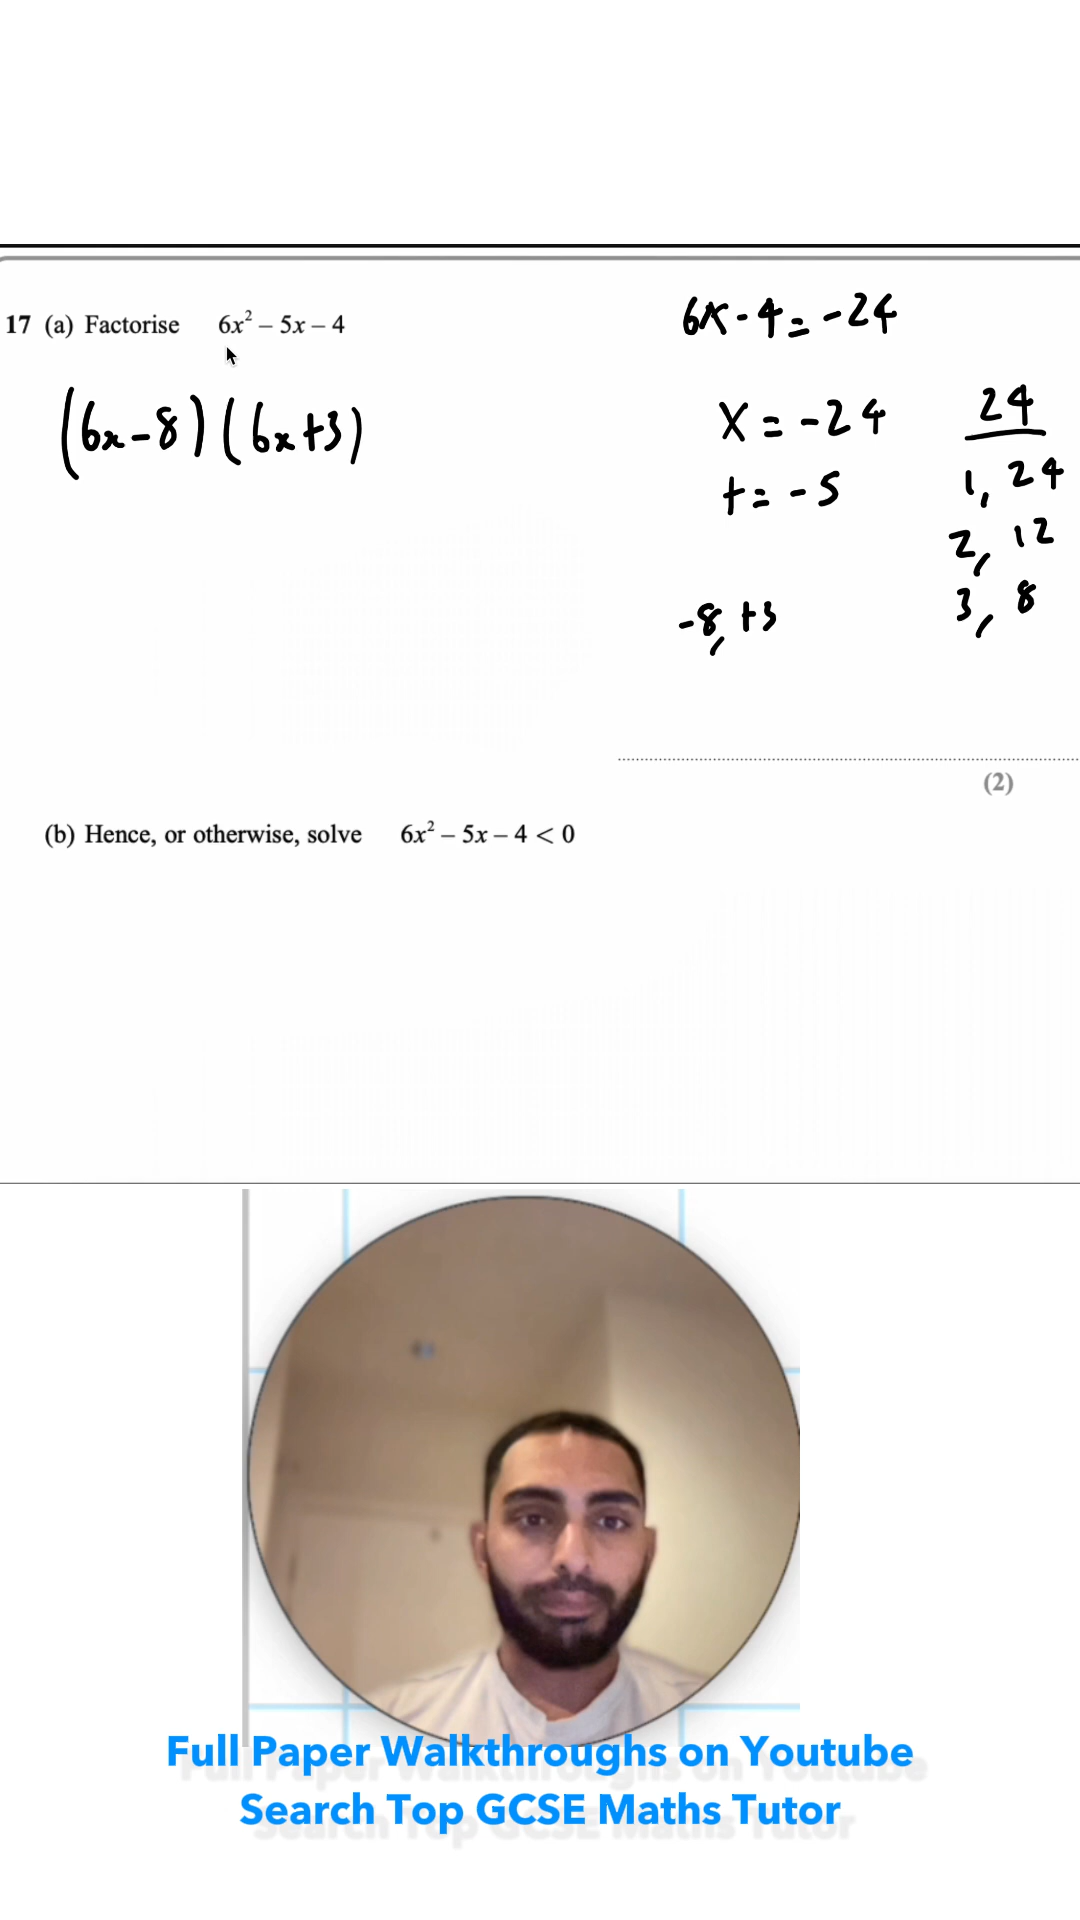 17 (a) Factorise 6x² – 5x – 4
(6x-8)(6x+3)
6x-4=-24
x=-24
+=-5
-8,+3
24
1, 24
2, 12
3, 8
(2)
(b) Hence, or otherwise, solve 6x² – 5x – 4 < 0
Full Paper Walkthroughs on Youtube
Search Top GCSE Maths Tutor